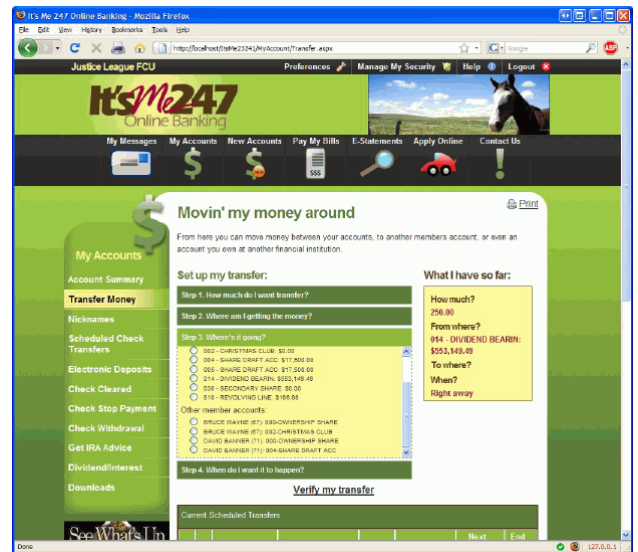 It's Me 247 Online Banking - Mozilla Firefox
File Edit View History Bookmarks Tools Help
http://localhost/ItsMe23241/MyAccount/Transfer.aspx
Google
ABP
Justice League FCU
Preferences
Manage My Security
Help
Logout
It'sMe247
Online Banking
My Messages
My Accounts
New Accounts
Pay My Bills
E-Statements
Apply Online
Contact Us
$$$
Print
Movin' my money around
From here you can move money between your accounts, to another members account, or even an
account you own at another financial institution.
My Accounts
Account Summary
Transfer Money
Nicknames
Scheduled Check
Transfers
Electronic Deposits
Check Cleared
Check Stop Payment
Check Withdrawal
Get IRA Advice
Dividend/Interest
Downloads
See What's Up
Set up my transfer:
Step 1. How much do I want transfer?
Step 2. Where am I getting the money?
Step 3. Where's it going?
002 - CHRISTMAS CLUB: $0.00
004 - SHARE DRAFT ACC: $17,500.00
005 - SHARE DRAFT ACC: $17,500.00
014 - DIVIDEND BEARIN: $553,149.49
038 - SECONDARY SHARE: $0.00
Other member accounts:
BRUCE WAYNE (67): 000-OWNERSHIP SHARE
BRUCE WAYNE (67): 002-CHRISTMAS CLUB
DAVID BANNER (71): 000-OWNERSHIP SHARE
DAVID BANNER (71): 004-SHARE DRAFT ACC
Step 4. When do I want it to happen?
Verify my transfer
Current Scheduled Transfers
Next
End
What I have so far:
How much?
250.00
From where?
014 - DIVIDEND BEARIN:
$553,149.49
To where?
When?
Right away
Done
127.0.0.1